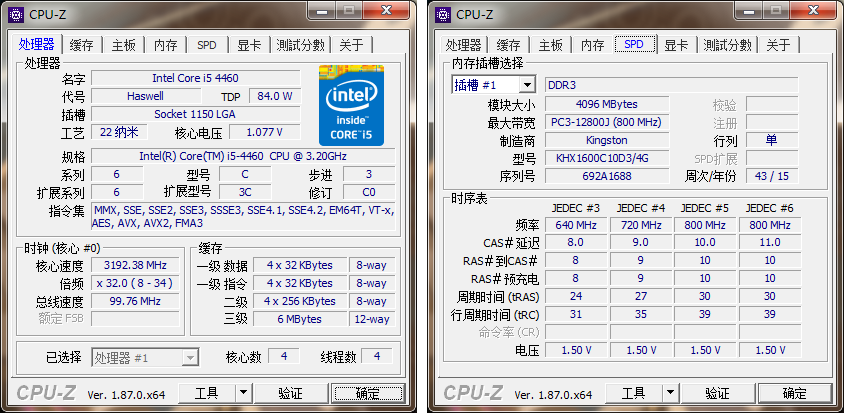 CPU-Z
处理器 缓存 主板 内存 SPD 显卡 測試分數 关于
处理器
名字 Intel Core i5 4460
代号 Haswell TDP 84.0 W
插槽 Socket 1150 LGA
工艺 22 纳米 核心电压 1.077 V
intel
inside™
CORE™ i5
规格 Intel(R) Core(TM) i5-4460 CPU @ 3.20GHz
系列 6 型号 C 步进 3
扩展系列 6 扩展型号 3C 修订 C0
指令集 MMX, SSE, SSE2, SSE3, SSSE3, SSE4.1, SSE4.2, EM64T, VT-x,
AES, AVX, AVX2, FMA3
时钟 (核心 #0)
核心速度 3192.38 MHz
倍频 x 32.0 ( 8 - 34 )
总线速度 99.76 MHz
额定 FSB
缓存
一级 数据 4 x 32 KBytes 8-way
一级 指令 4 x 32 KBytes 8-way
二级 4 x 256 KBytes 8-way
三级 6 MBytes 12-way
已选择 处理器 #1 核心数 4 线程数 4
CPU-Z Ver. 1.87.0.x64 工具 验证 确定
CPU-Z
处理器 缓存 主板 内存 SPD 显卡 測試分數 关于
内存插槽选择
插槽 #1 DDR3
模块大小 4096 MBytes 校验
最大带宽 PC3-12800J (800 MHz) 注册
制造商 Kingston 行列 单
型号 KHX1600C10D3/4G SPD扩展
序列号 692A1688 周次/年份 43 / 15
时序表
JEDEC #3 JEDEC #4 JEDEC #5 JEDEC #6
频率 640 MHz 720 MHz 800 MHz 800 MHz
CAS# 延迟 8.0 9.0 10.0 11.0
RAS# 到CAS# 8 9 10 10
RAS# 预充电 8 9 10 10
周期时间 (tRAS) 24 27 30 30
行周期时间 (tRC) 31 35 39 39
命令率 (CR)
电压 1.50 V 1.50 V 1.50 V 1.50 V
CPU-Z Ver. 1.87.0.x64 工具 验证 确定